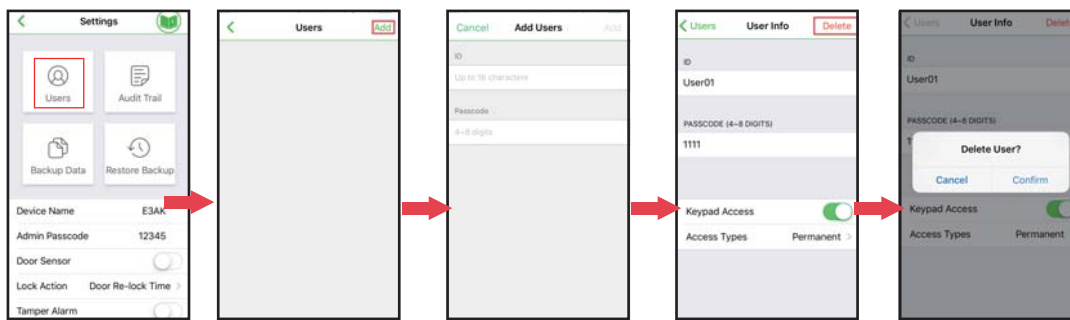 Settings
Users
Audit Trail
Backup Data
Restore Backup
Device Name E3AK
Admin Passcode 12345
Door Sensor
Lock Action Door Re-lock Time >
Tamper Alarm
Users Add
Cancel Add Users Add
ID
Up to 16 characters
Passcode
4~8 digits
Users User Info Delete
ID
User01
PASSCODE (4~8 DIGITS)
1111
Keypad Access
Access Types Permanent >
Users User Info Delete
ID
User01
PASSCODE (4~8 DIGITS)
Delete User?
Cancel Confirm
Keypad Access
Access Types Permanent